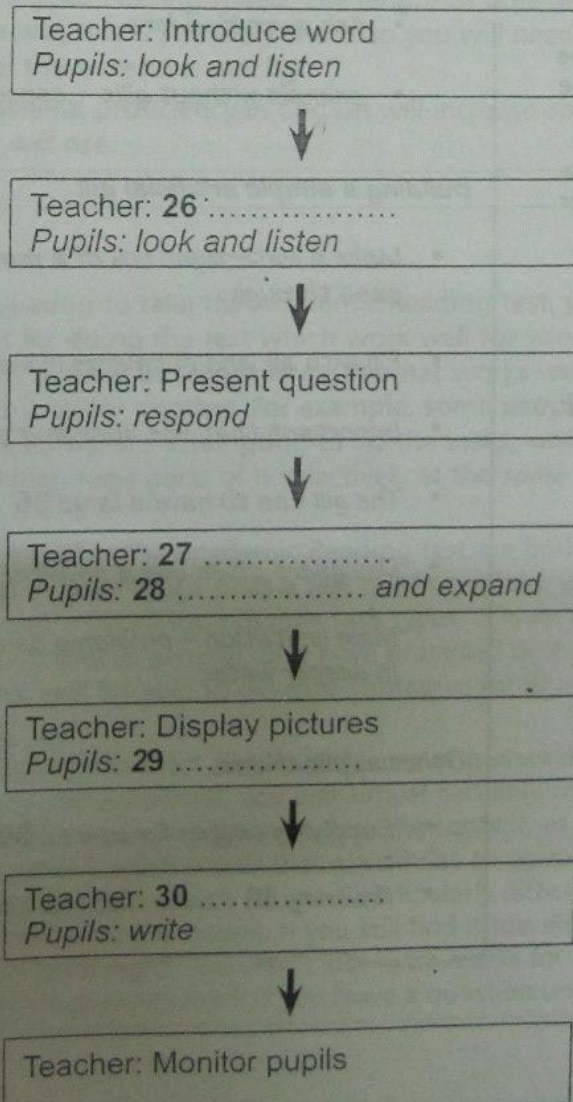 Teacher: Introduce word
Pupils: look and listen
Teacher: 26 ..................
Pupils: look and listen
Teacher: Present question
Pupils: respond
Teacher: 27 ..................
Pupils: 28 .................. and expand
Teacher: Display pictures
Pupils: 29 ..................
Teacher: 30 ..................
Pupils: write
Teacher: Monitor pupils